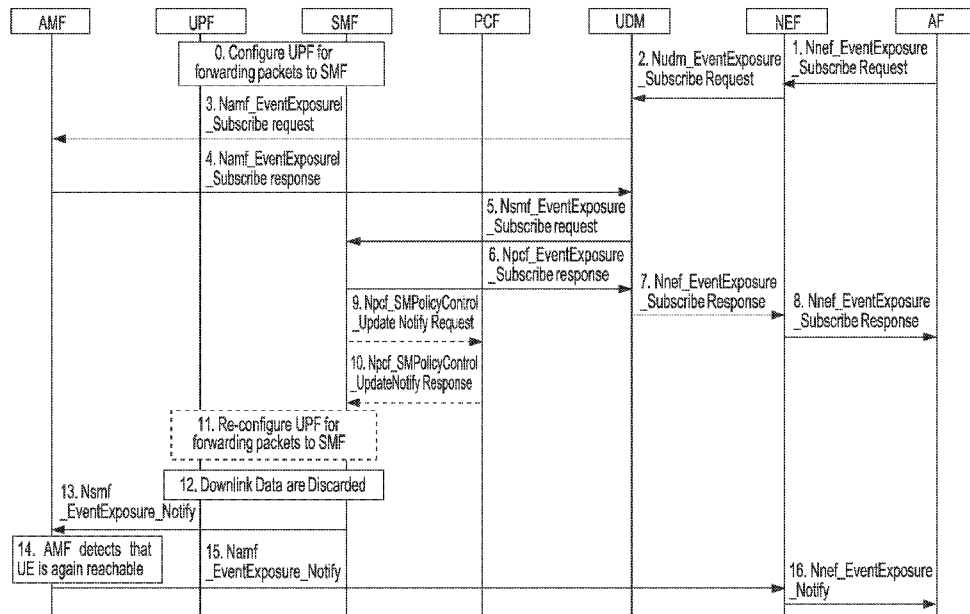 AMF
UPF
SMF
PCF
UDM
NEF
AF
0. Configure UPF for
forwarding packets to SMF
1. Nnef_EventExposure
_Subscribe Request
2. Nudm_EventExposure
_Subscribe Request
3. Namf_EventExposurel
_Subscribe request
4. Namf_EventExposurel
_Subscribe response
5. Nsmf_EventExposure
_Subscribe request
6. Npcf_EventExposure
_Subscribe response
7. Nnef_EventExposure
_Subscribe Response
8. Nnef_EventExposure
_Subscribe Response
9. Npcf_SMPolicyControl
_Update Notify Request
10. Npcf_SMPolicyControl
_UpdateNotify Response
11. Re-configure UPF for
forwarding packets to SMF
12. Downlink Data are Discarded
13. Nsmf
_EventExposure_Notify
14. AMF detects that
UE is again reachable
15. Namf
_EventExposure_Notify
16. Nnef_EventExposure
_Notify